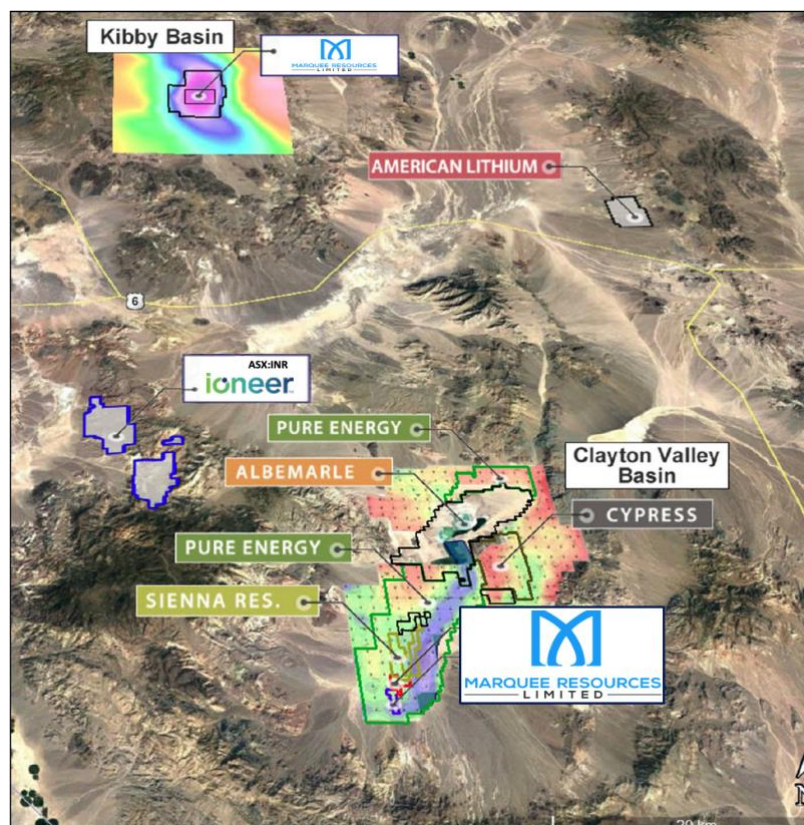 Kibby Basin
MARQUEE RESOURCES
LIMITED
AMERICAN LITHIUM
6
ASX:INR
ioneer
PURE ENERGY
ALBEMARLE
Clayton Valley
Basin
CYPRESS
PURE ENERGY
SIENNA RES.
MARQUEE RESOURCES
LIMITED